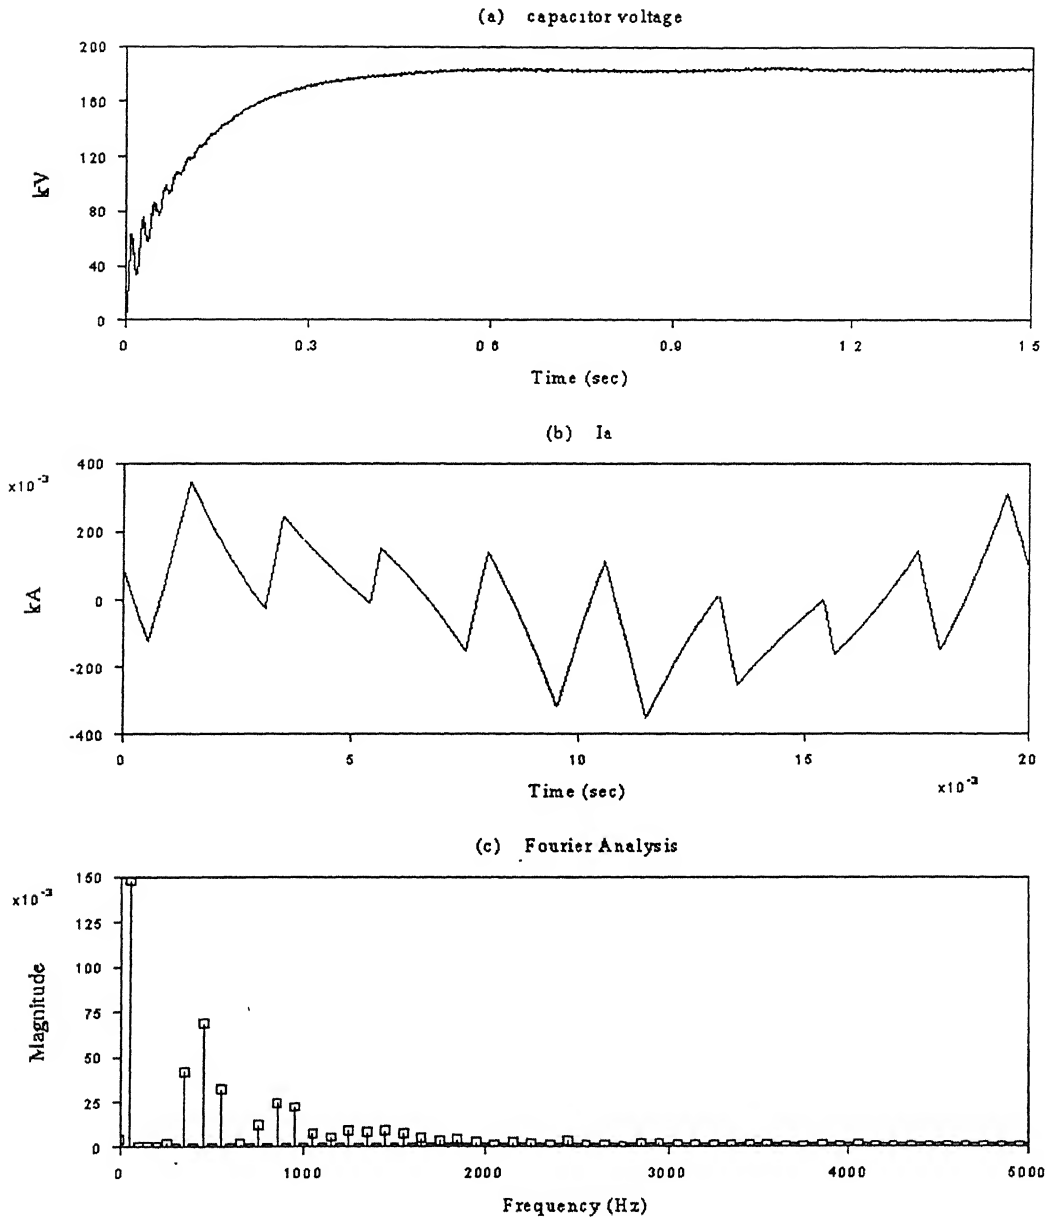 (a) capacitor voltage
200
160
120
80
40
0
kV
0 0.3 0.6 0.9 1.2 1.5
Time (sec)
(b) Ia
400
x10⁻³
200
0
-200
-400
kA
0 5 10 15 20
Time (sec) x10⁻³
(c) Fourier Analysis
150
x10⁻³
125
100
75
50
25
0
Magnitude
0 1000 2000 3000 4000 5000
Frequency (Hz)